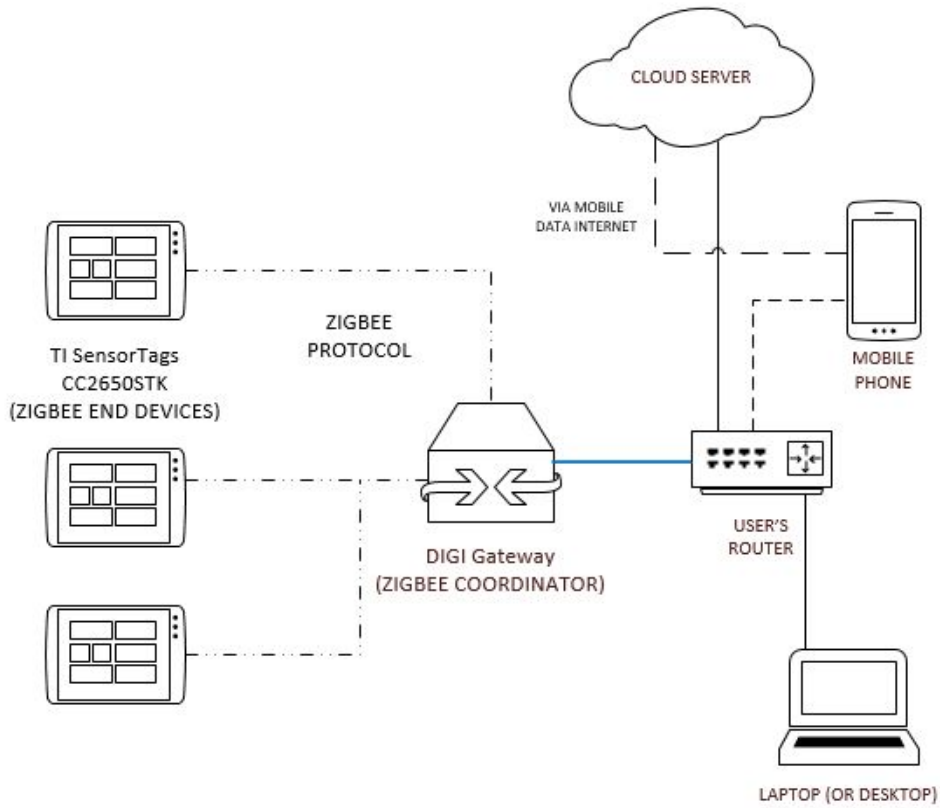 CLOUD SERVER
VIA MOBILE
DATA INTERNET
ZIGBEE
PROTOCOL
TI SensorTags
CC2650STK
(ZIGBEE END DEVICES)
MOBILE
PHONE
DIGI Gateway
(ZIGBEE COORDINATOR)
USER'S
ROUTER
LAPTOP (OR DESKTOP)